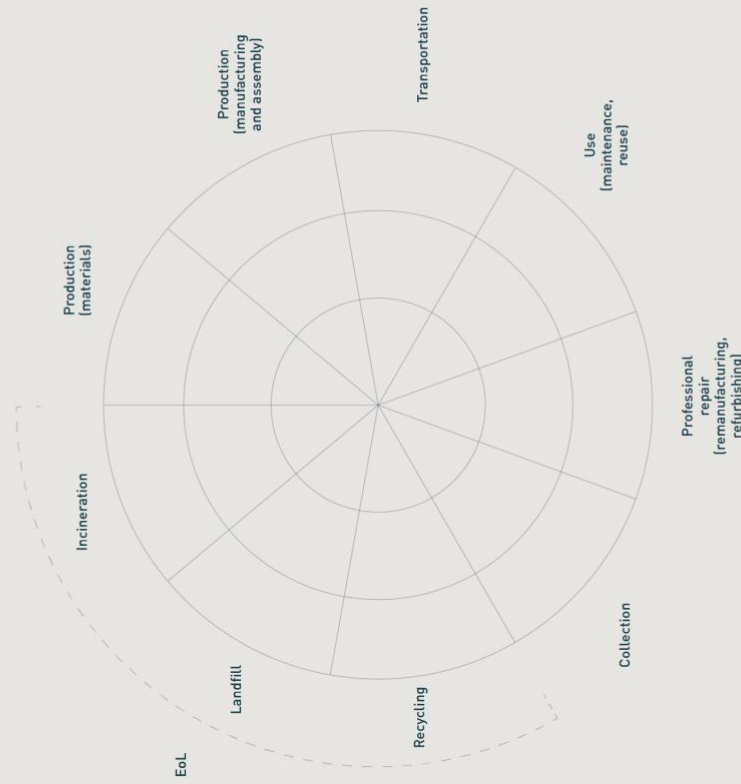 Production
(materials)
Production
(manufacturing
and assembly)
Transportation
Use
(maintenance,
reuse)
Professional
repair
(remanufacturing,
refurbishing)
Collection
Recycling
Landfill
Incineration
EoL